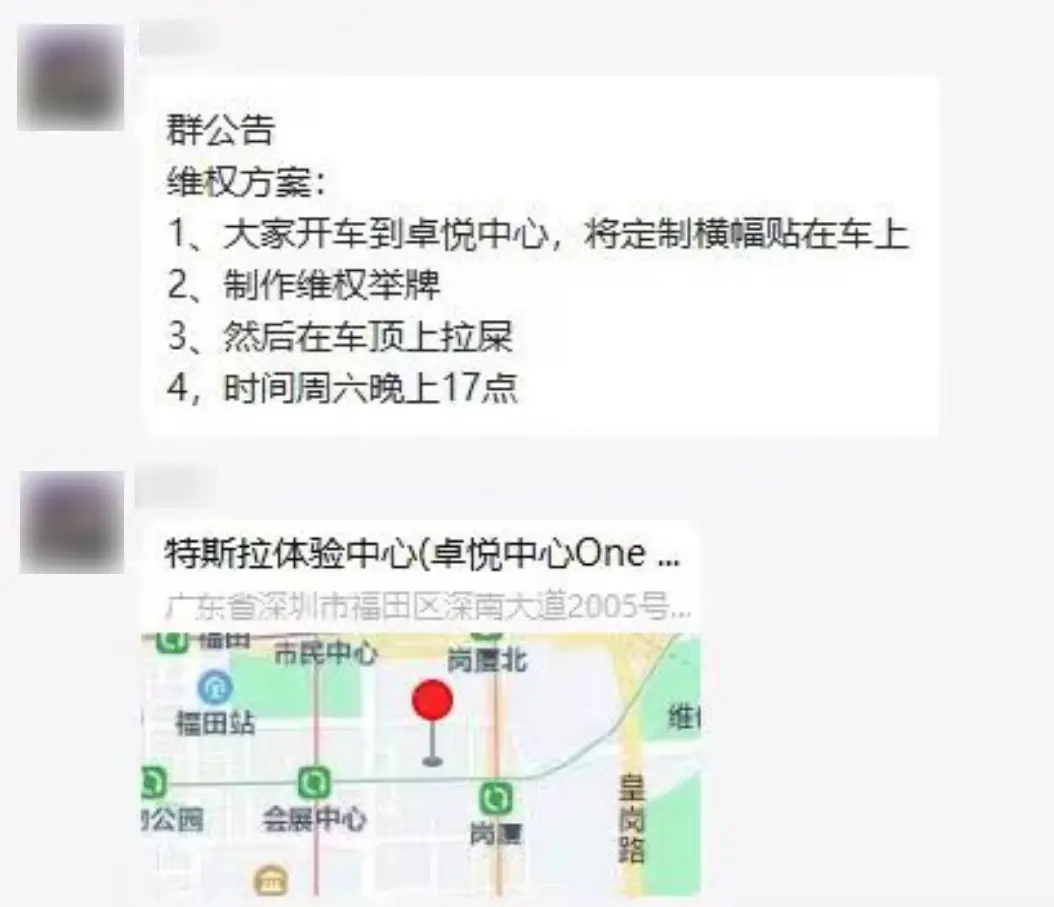 群公告
维权方案：
1、大家开车到卓悦中心，将定制横幅贴在车上
2、制作维权举牌
3、然后在车顶上拉屎
4，时间周六晚上17点
特斯拉体验中心(卓悦中心One ...
广东省深圳市福田区深南大道2005号...
福田
市民中心
岗厦北
福田站
公园
会展中心
岗厦
皇岗路